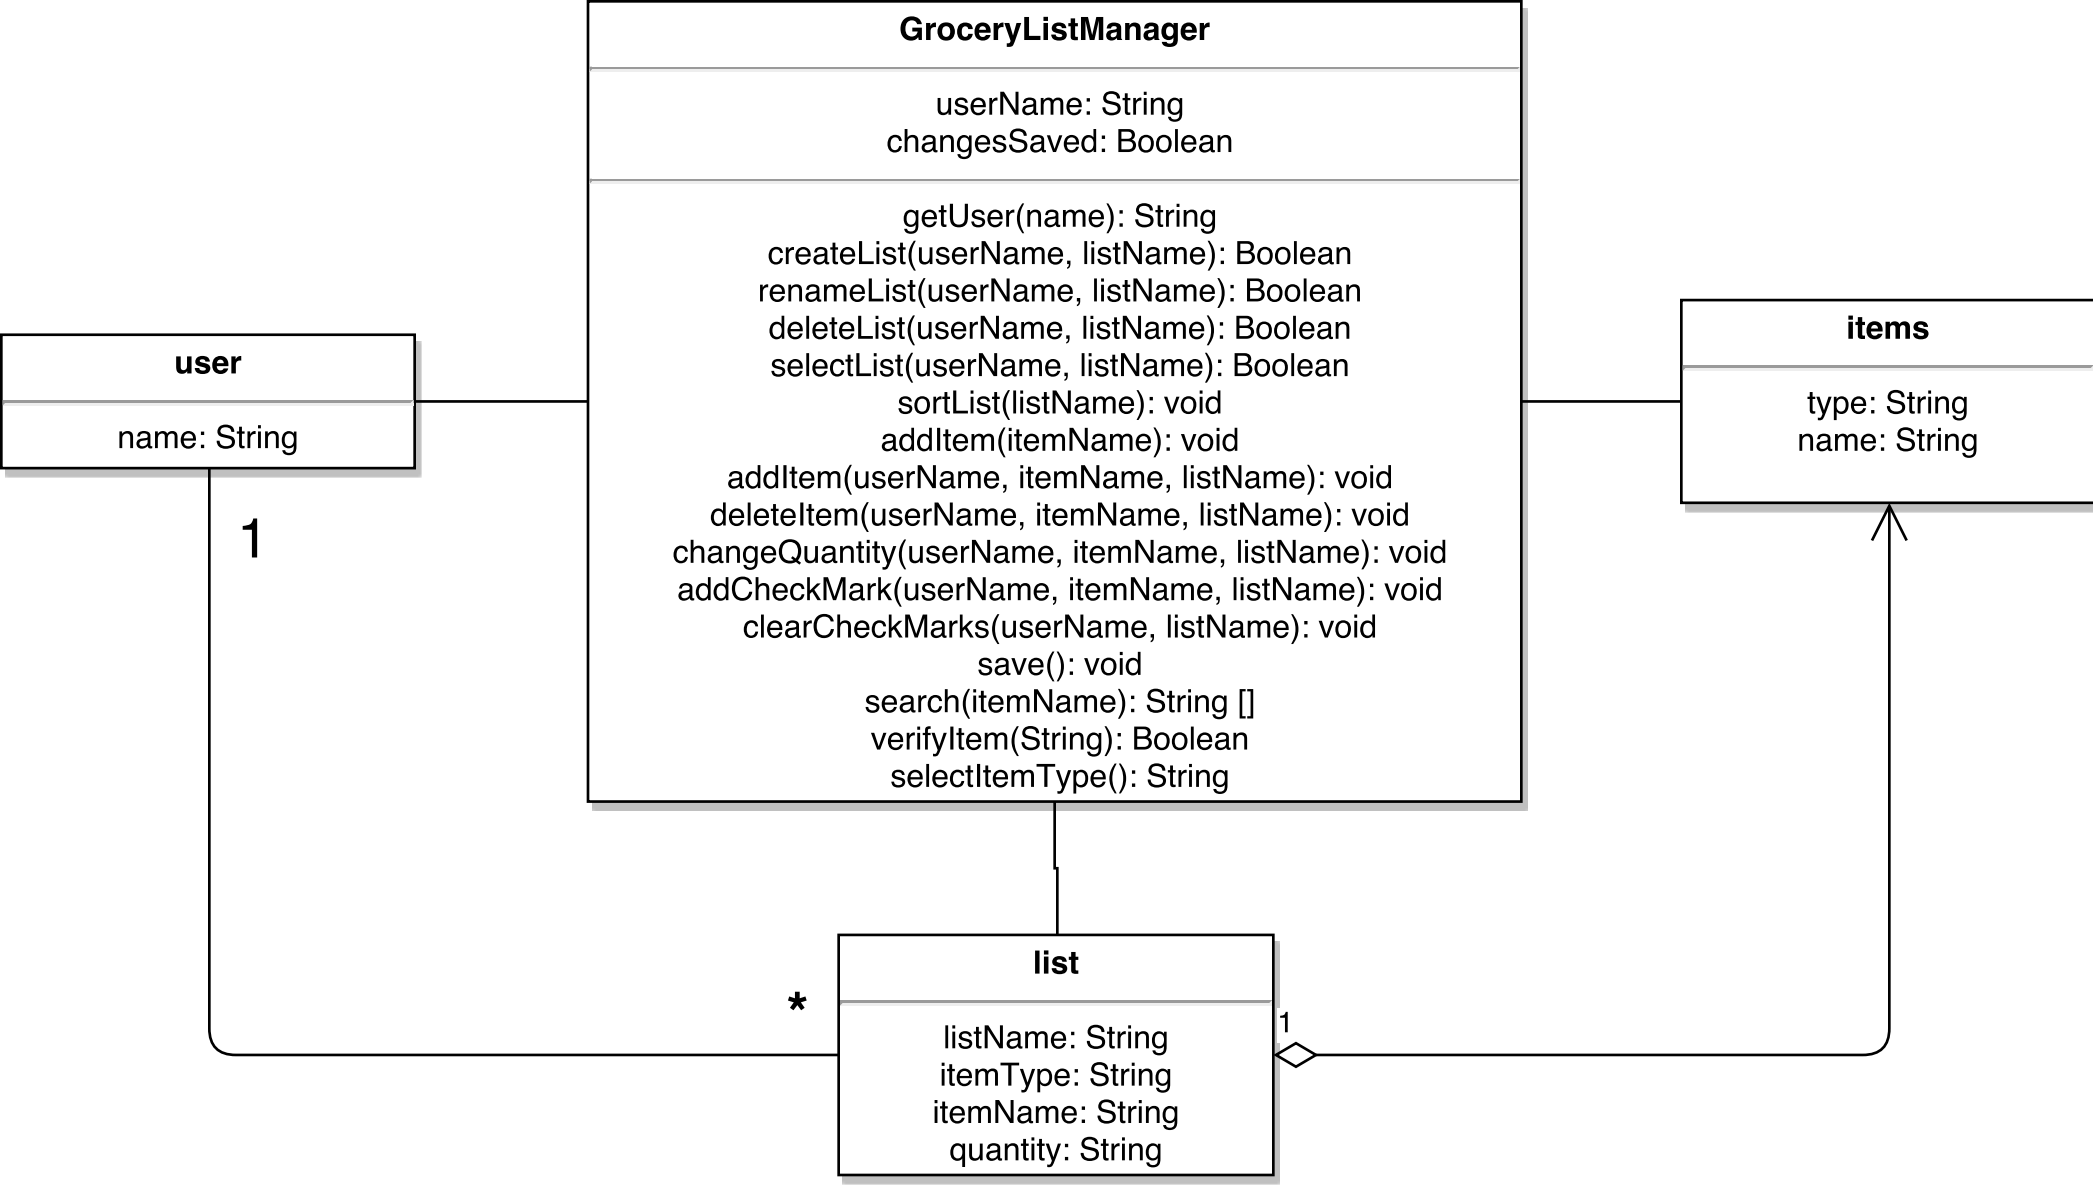 GroceryListManager
userName: String
changesSaved: Boolean
getUser(name): String
createList(userName, listName): Boolean
renameList(userName, listName): Boolean
deleteList(userName, listName): Boolean
selectList(userName, listName): Boolean
sortList(listName): void
addItem(itemName): void
addItem(userName, itemName, listName): void
deleteItem(userName, itemName, listName): void
changeQuantity(userName, itemName, listName): void
addCheckMark(userName, itemName, listName): void
clearCheckMarks(userName, listName): void
save(): void
search(itemName): String []
verifyItem(String): Boolean
selectItemType(): String
user
name: String
1
items
type: String
name: String
*
list
listName: String
itemType: String
itemName: String
quantity: String
1